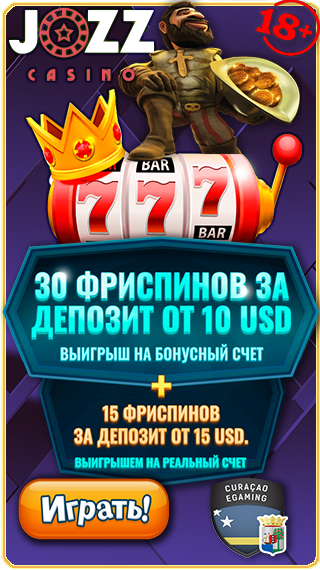 JOZZ
CASINO
18+
BAR
BAR
777
BAR
30 ФРИСПИНОВ ЗА
ДЕПОЗИТ ОТ 10 USD
ВЫИГРЫШ НА БОНУСНЫЙ СЧЕТ
+
15 ФРИСПИНОВ
ЗА ДЕПОЗИТ ОТ 15 USD.
ВЫИГРЫШЕМ НА РЕАЛЬНЫЙ СЧЕТ
Играть!
CURAÇAO
EGAMING